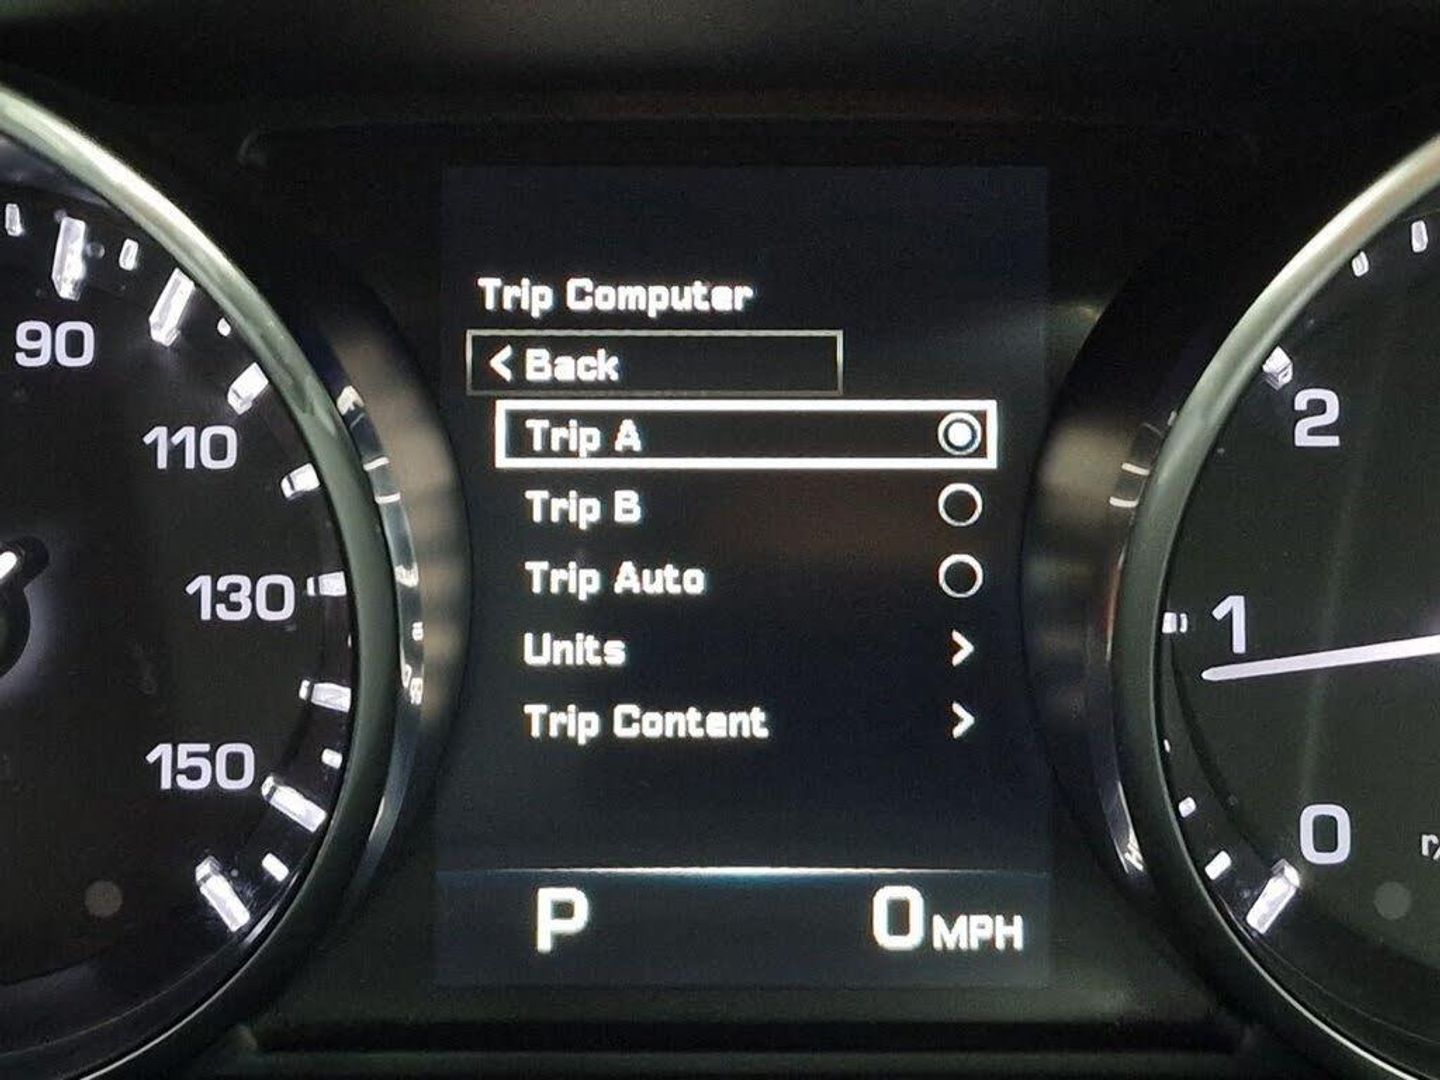 Trip Computer
< Back
Trip A
Trip B
Trip Auto
Units >
Trip Content >
P 0 MPH
90
110
130
150
2
1
0